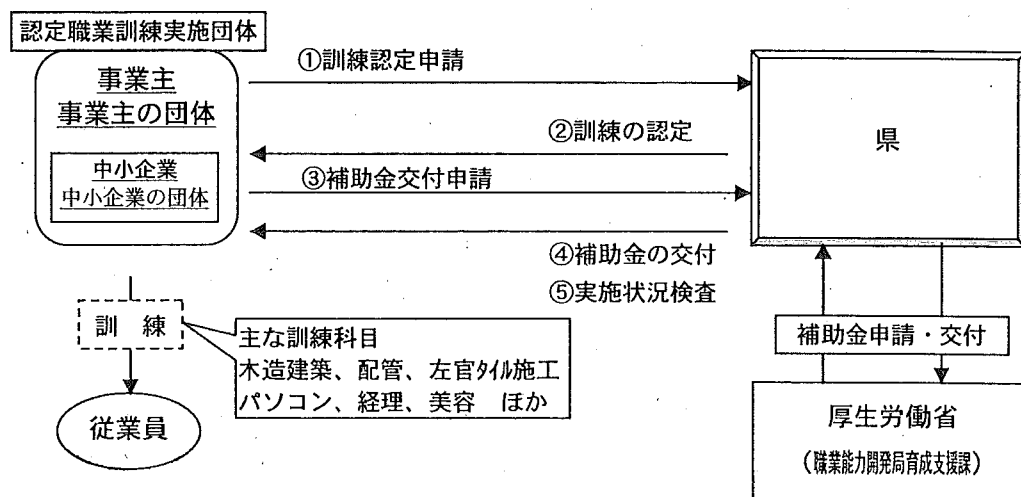 認定職業訓練実施団体
事業主
事業主の団体
中小企業
中小企業の団体
①訓練認定申請
②訓練の認定
③補助金交付申請
④補助金の交付
⑤実施状況検査
県
訓 練
主な訓練科目
木造建築、配管、左官ﾀｲﾙ施工
パソコン、経理、美容 ほか
従業員
補助金申請・交付
厚生労働省
(職業能力開発局育成支援課)